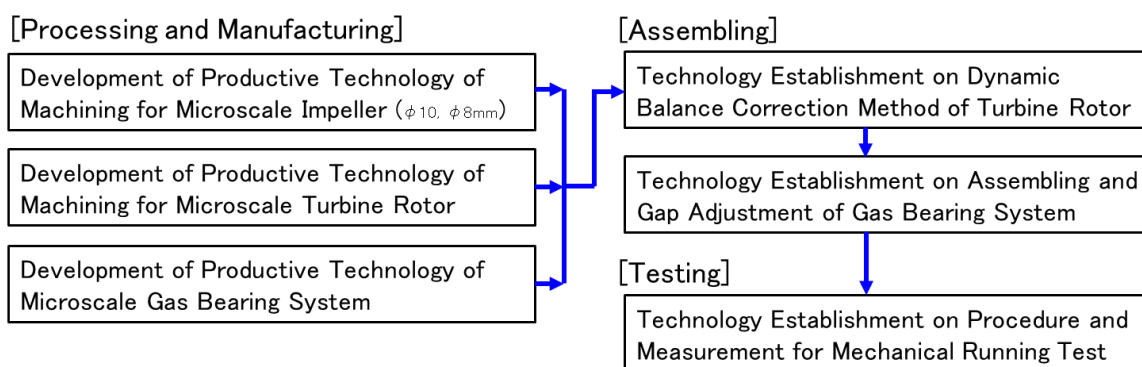 [Processing and Manufacturing]
Development of Productive Technology of
Machining for Microscale Impeller (φ10, φ8mm)
Development of Productive Technology of
Machining for Microscale Turbine Rotor
Development of Productive Technology of
Microscale Gas Bearing System
[Assembling]
Technology Establishment on Dynamic
Balance Correction Method of Turbine Rotor
Technology Establishment on Assembling and
Gap Adjustment of Gas Bearing System
[Testing]
Technology Establishment on Procedure and
Measurement for Mechanical Running Test